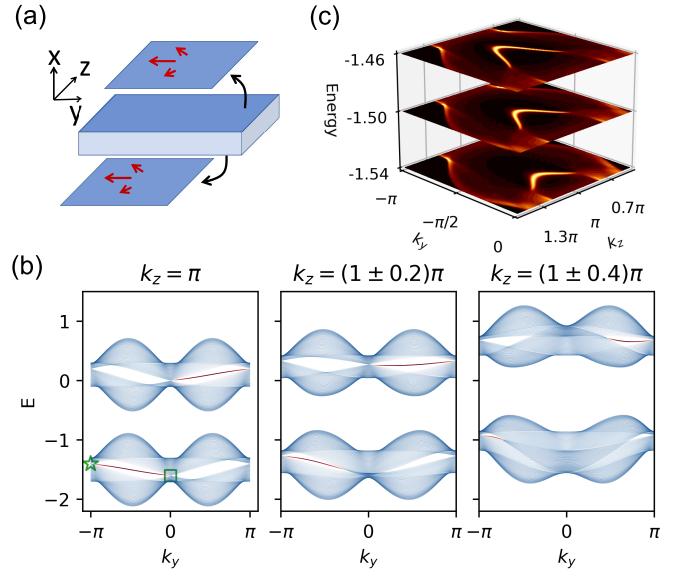 (a)
x
z
y
(c)
Energy
-1.46
-1.50
-1.54
−π
−π/2
0
k_y
1.3π
π
0.7π
k_z
(b)
k_z = π
k_z = (1 ± 0.2)π
k_z = (1 ± 0.4)π
E
1
0
−1
−2
−π
0
π
−π
0
π
−π
0
π
k_y
k_y
k_y